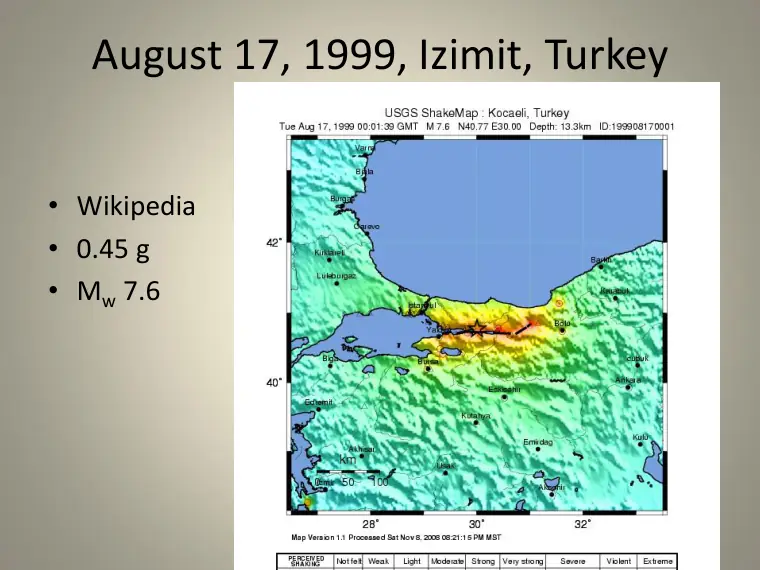 August 17, 1999, Izimit, Turkey
• Wikipedia
• 0.45 g
• Mw 7.6
USGS ShakeMap : Kocaeli, Turkey
Tue Aug 17, 1999 00:01:39 GMT M 7.6 N40.77 E30.00 Depth: 13.3km ID:199908170001
Varna
Burgas
Carevo
42°
Kirklareli
Luleburgaz
Istanbul
Bolu
Bursa
40°
Ankara
Eskisehir
Kutahya
Emirdag
Kulu
Usak
km
0 50 100
28° 30° 32°
Map Version 1.1 Processed Sat Nov 8, 2008 08:21:15 PM MST
PERCEIVED SHAKING Not felt Weak Light Moderate Strong Very strong Severe Violent Extreme